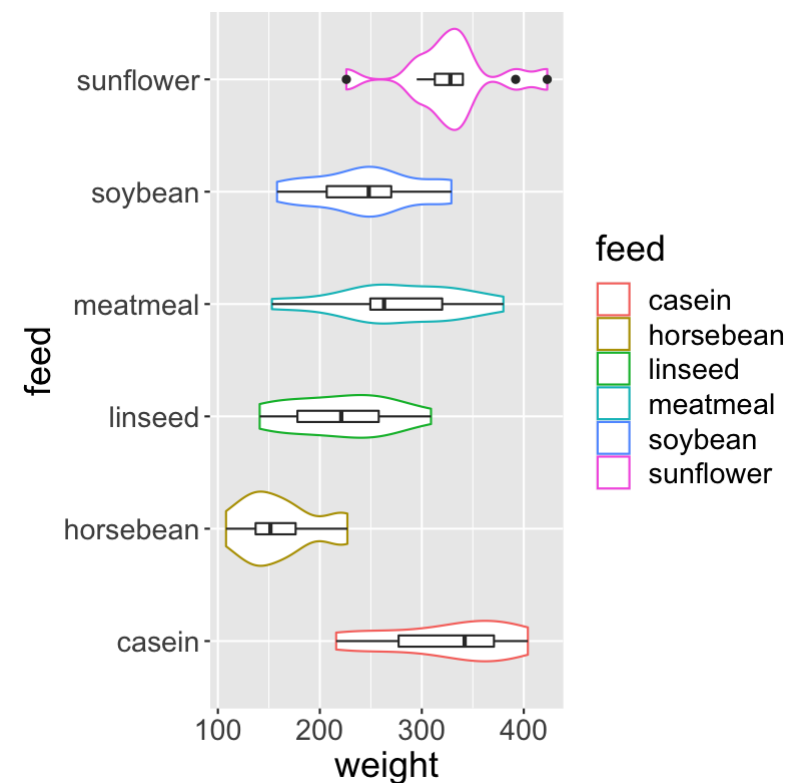 sunflower
soybean
meatmeal
linseed
horsebean
casein
feed
100 200 300 400
weight
feed
casein
horsebean
linseed
meatmeal
soybean
sunflower